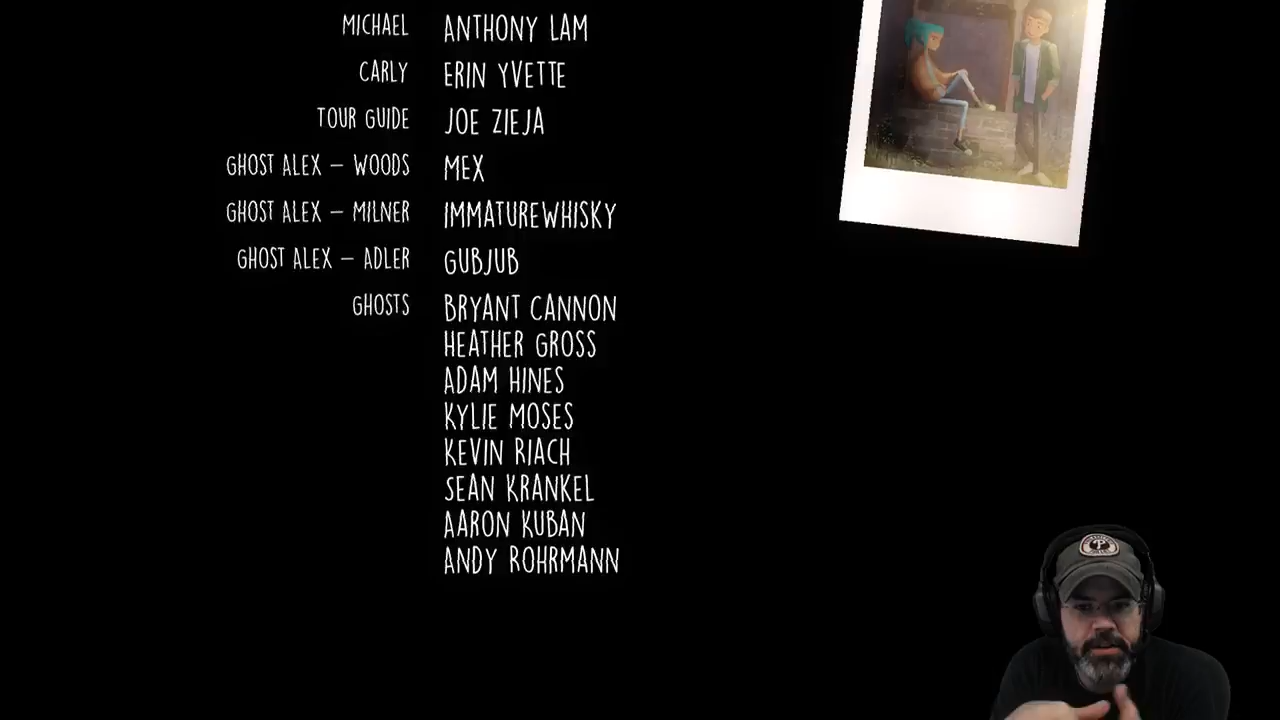 MICHAEL ANTHONY LAM
CARLY ERIN YVETTE
TOUR GUIDE JOE ZIEJA
GHOST ALEX – WOODS MEX
GHOST ALEX – MILNER IMMATUREWHISKY
GHOST ALEX – ADLER GUBJUB
GHOSTS BRYANT CANNON
HEATHER GROSS
ADAM HINES
KYLIE MOSES
KEVIN RIACH
SEAN KRANKEL
AARON KUBAN
ANDY ROHRMANN